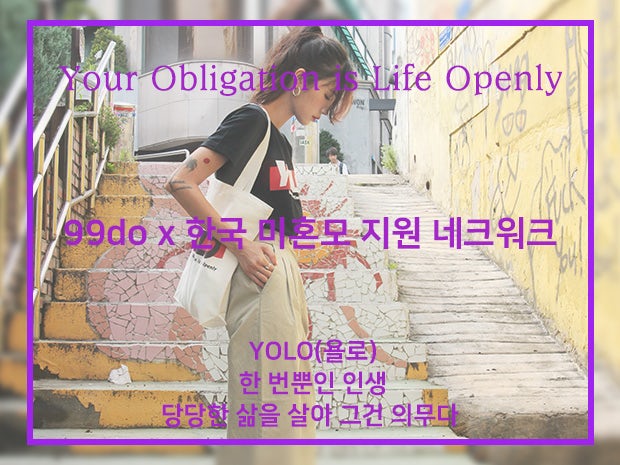 Your Obligation is Life Openly
99do x 한국 미혼모 지원 네크워크
YOLO(욜로)
한 번뿐인 인생
당당한 삶을 살아 그건 의무다